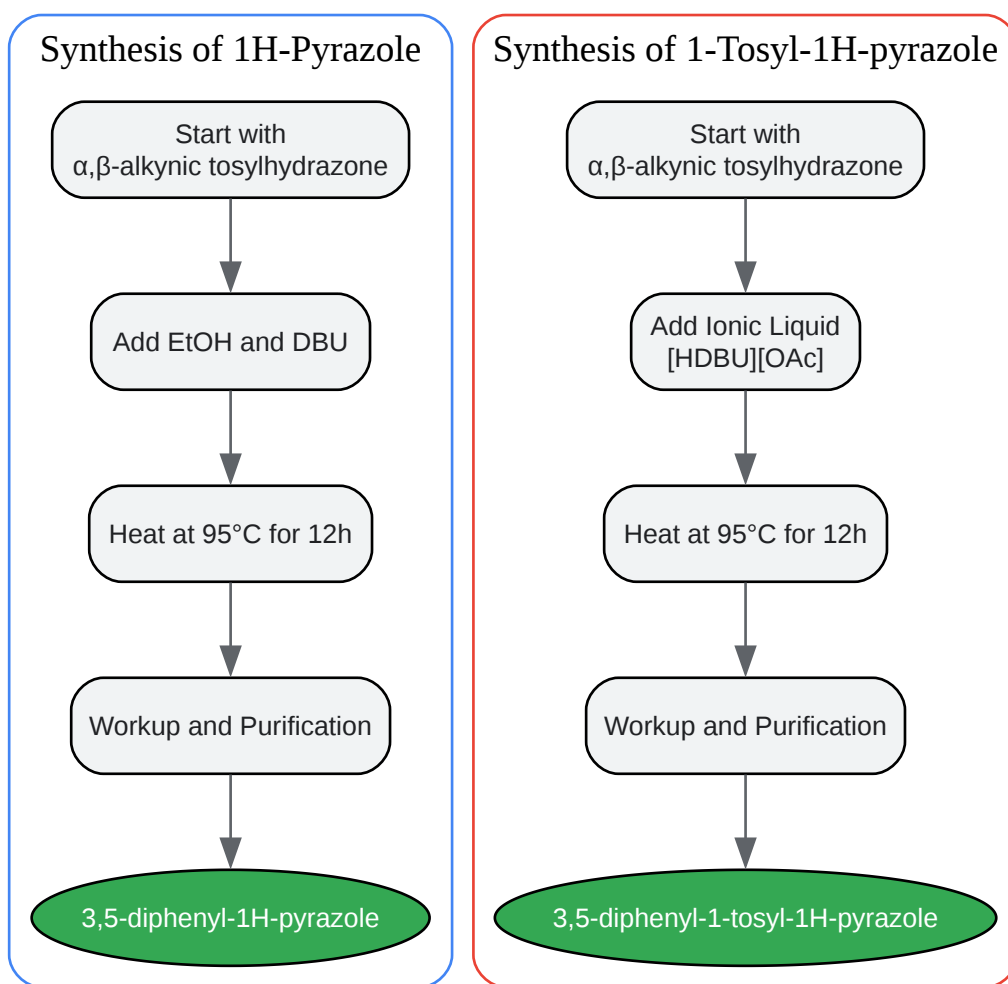 Synthesis of 1H-Pyrazole
Start with
α,β-alkynic tosylhydrazone
Add EtOH and DBU
Heat at 95°C for 12h
Workup and Purification
3,5-diphenyl-1H-pyrazole
Synthesis of 1-Tosyl-1H-pyrazole
Start with
α,β-alkynic tosylhydrazone
Add Ionic Liquid
[HDBU][OAc]
Heat at 95°C for 12h
Workup and Purification
3,5-diphenyl-1-tosyl-1H-pyrazole